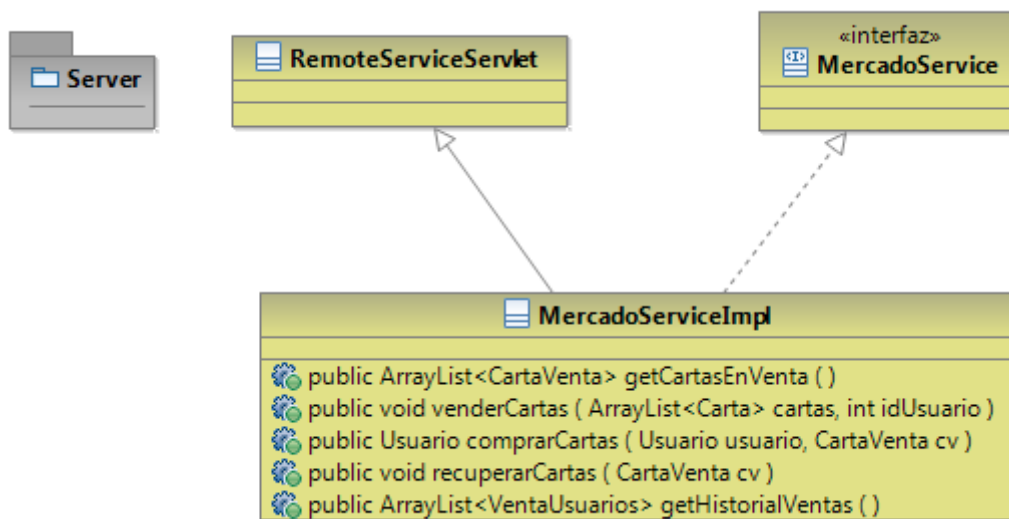 Server
RemoteServiceServlet
«interfaz»
MercadoService
MercadoServiceImpl
public ArrayList<CartaVenta> getCartasEnVenta ( )
public void venderCartas ( ArrayList<Carta> cartas, int idUsuario )
public Usuario comprarCartas ( Usuario usuario, CartaVenta cv )
public void recuperarCartas ( CartaVenta cv )
public ArrayList<VentaUsuarios> getHistorialVentas ( )